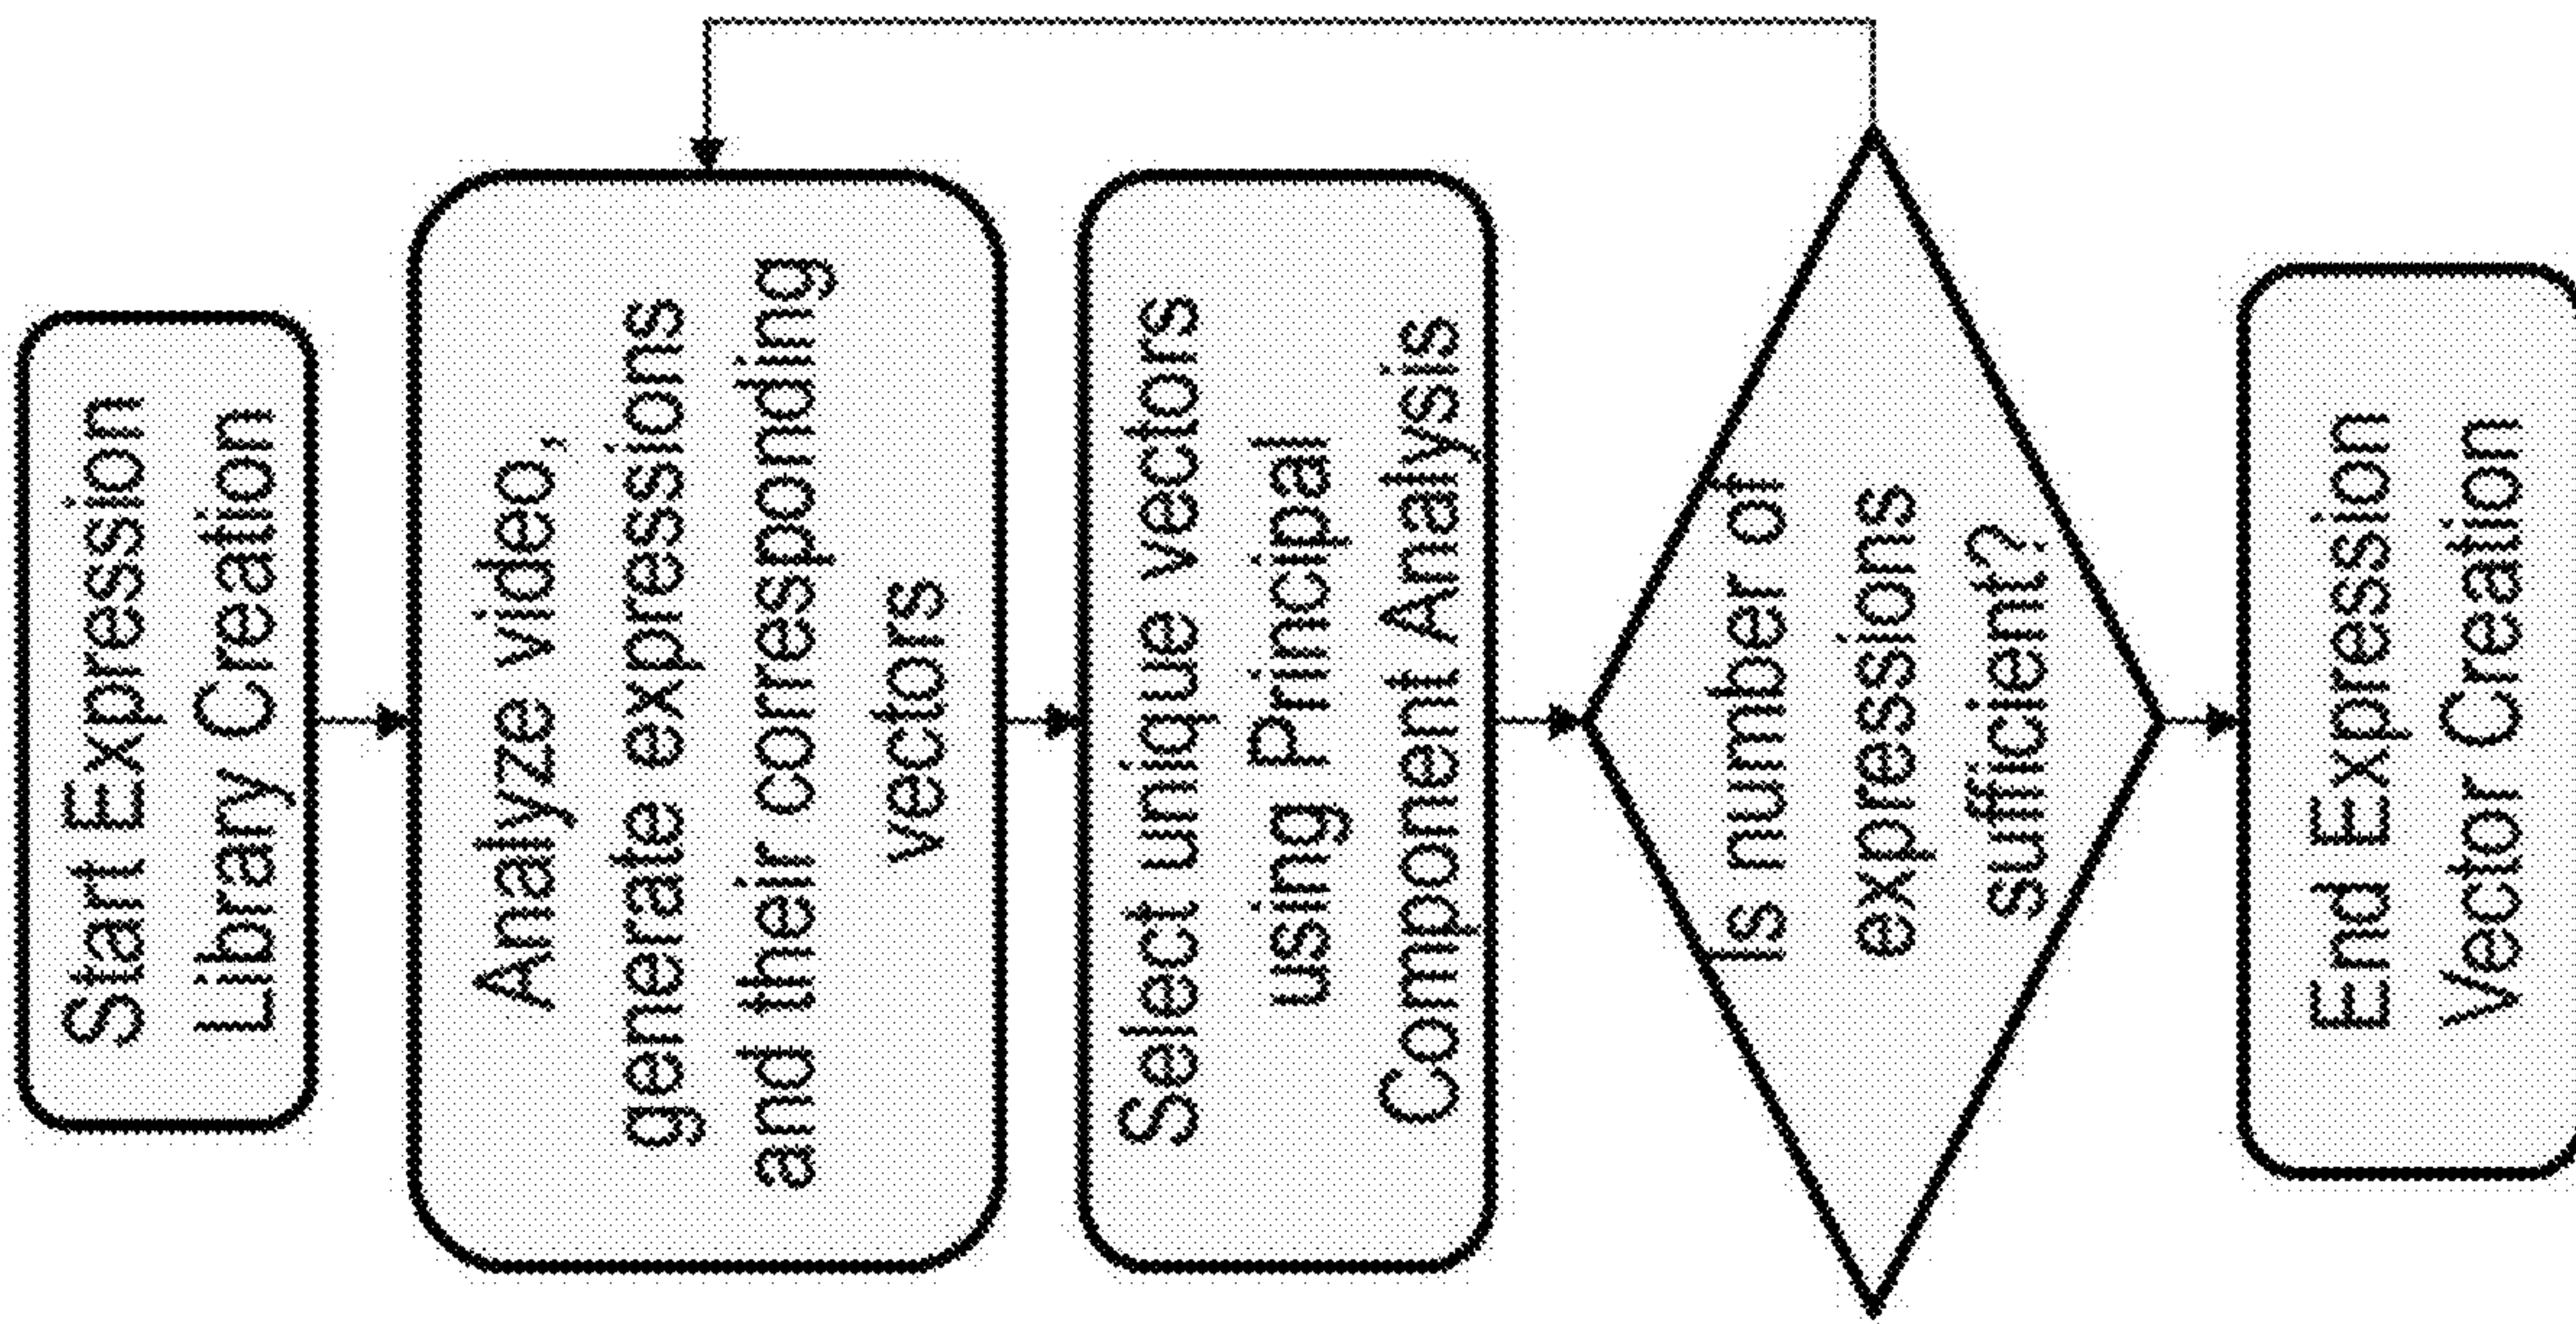 Start Expression
Library Creation
Analyze video,
generate expressions
and their corresponding
vectors
Select unique vectors
using Principal
Component Analysis
Is number of
expressions
sufficient?
End Expression
Vector Creation